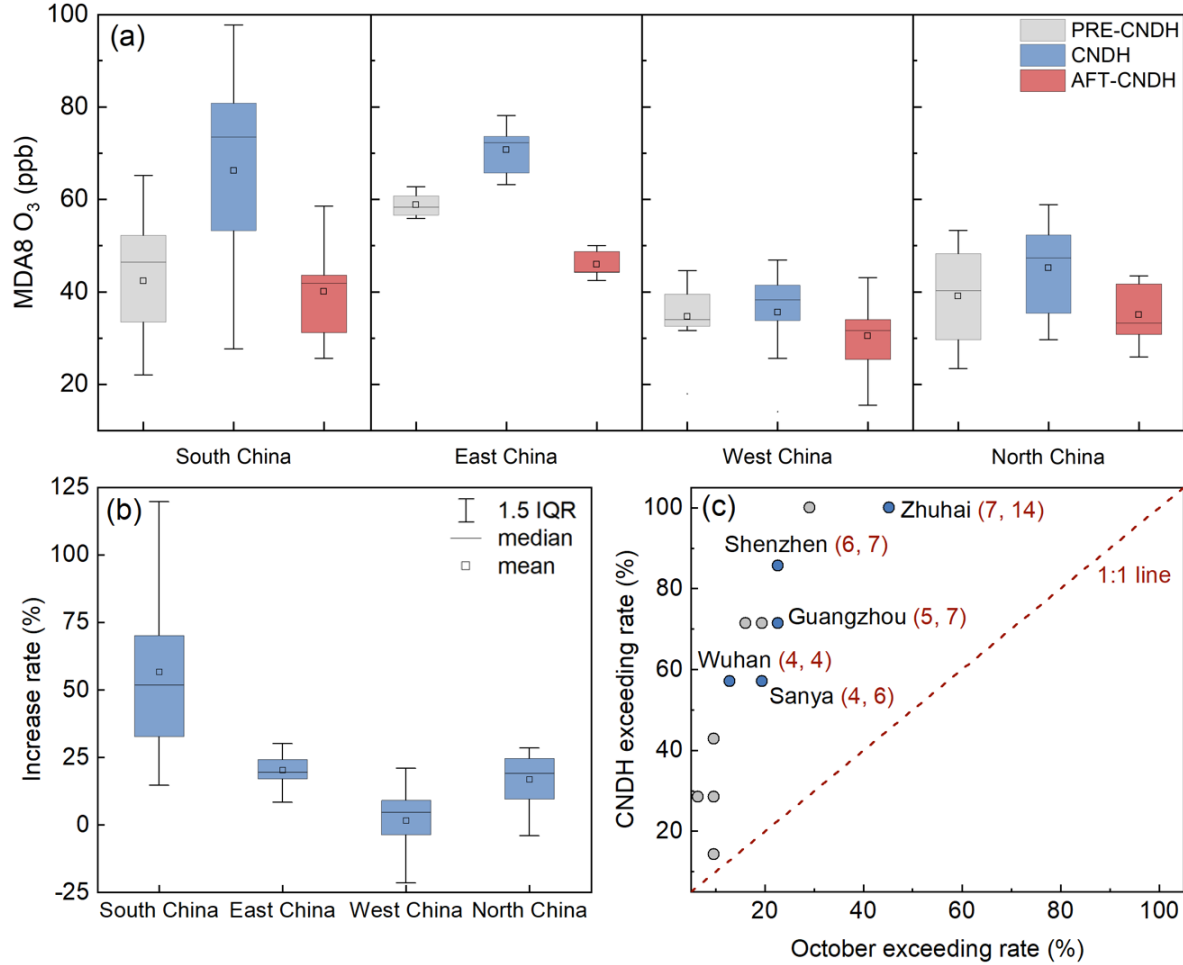 (a)
PRE-CNDH
CNDH
AFT-CNDH
MDA8 O₃ (ppb)
100
80
60
40
20
South China
East China
West China
North China
(b)
1.5 IQR
median
mean
Increase rate (%)
125
100
75
50
25
0
-25
South China
East China
West China
North China
(c)
Zhuhai (7, 14)
Shenzhen (6, 7)
1:1 line
Guangzhou (5, 7)
Wuhan (4, 4)
Sanya (4, 6)
CNDH exceeding rate (%)
100
80
60
40
20
20
40
60
80
100
October exceeding rate (%)